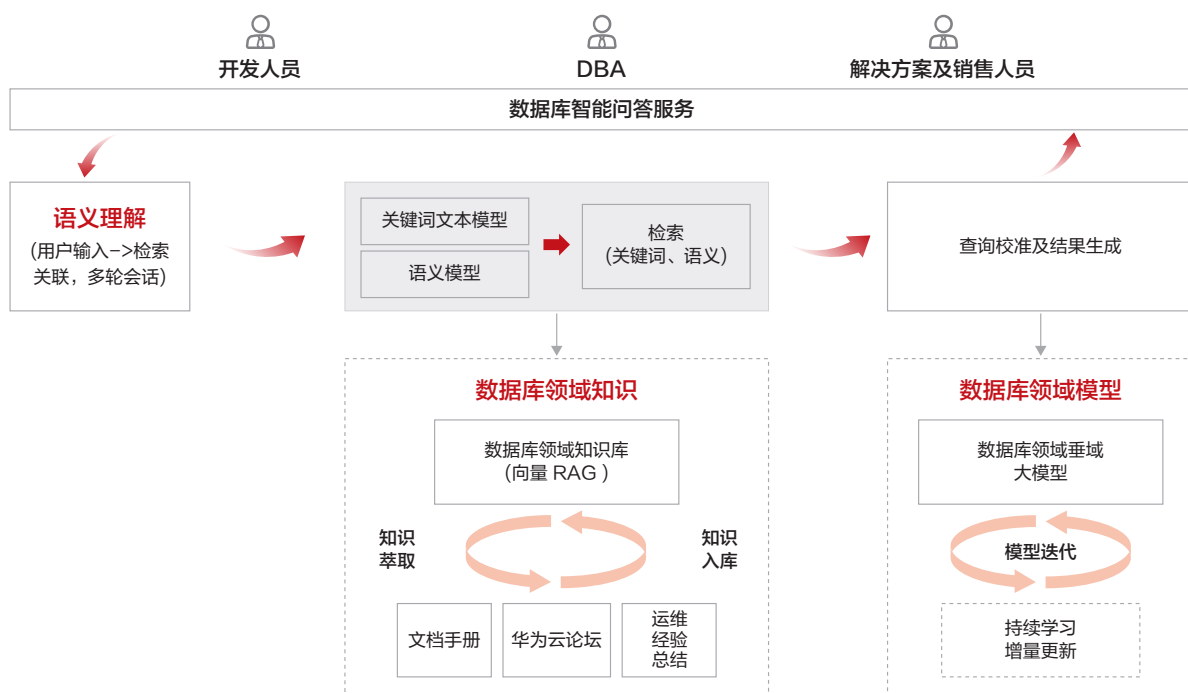 开发人员
DBA
解决方案及销售人员
数据库智能问答服务
语义理解
(用户输入->检索
关联，多轮会话)
关键词文本模型
语义模型
检索
(关键词、语义)
查询校准及结果生成
数据库领域知识
数据库领域知识库
(向量 RAG )
知识
萃取
知识
入库
文档手册
华为云论坛
运维
经验
总结
数据库领域模型
数据库领域垂域
大模型
模型迭代
持续学习
增量更新